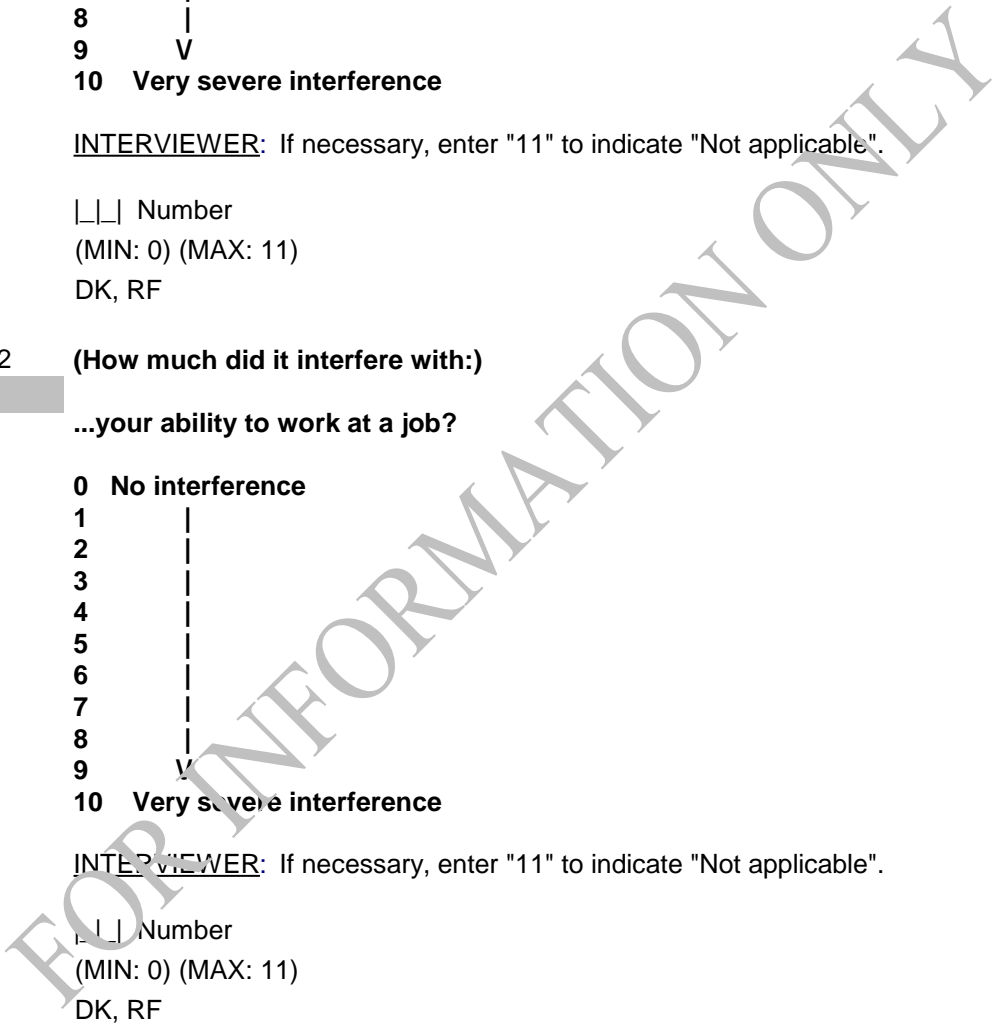 8 |
9 V
10 Very severe interference
INTERVIEWER: If necessary, enter "11" to indicate "Not applicable".
|_|_| Number
(MIN: 0) (MAX: 11)
DK, RF
2 (How much did it interfere with:)
...your ability to work at a job?
0 No interference
1 |
2 |
3 |
4 |
5 |
6 |
7 |
8 |
9 V
10 Very severe interference
INTERVIEWER: If necessary, enter "11" to indicate "Not applicable".
|_|_| Number
(MIN: 0) (MAX: 11)
DK, RF
FOR INFORMATION ONLY